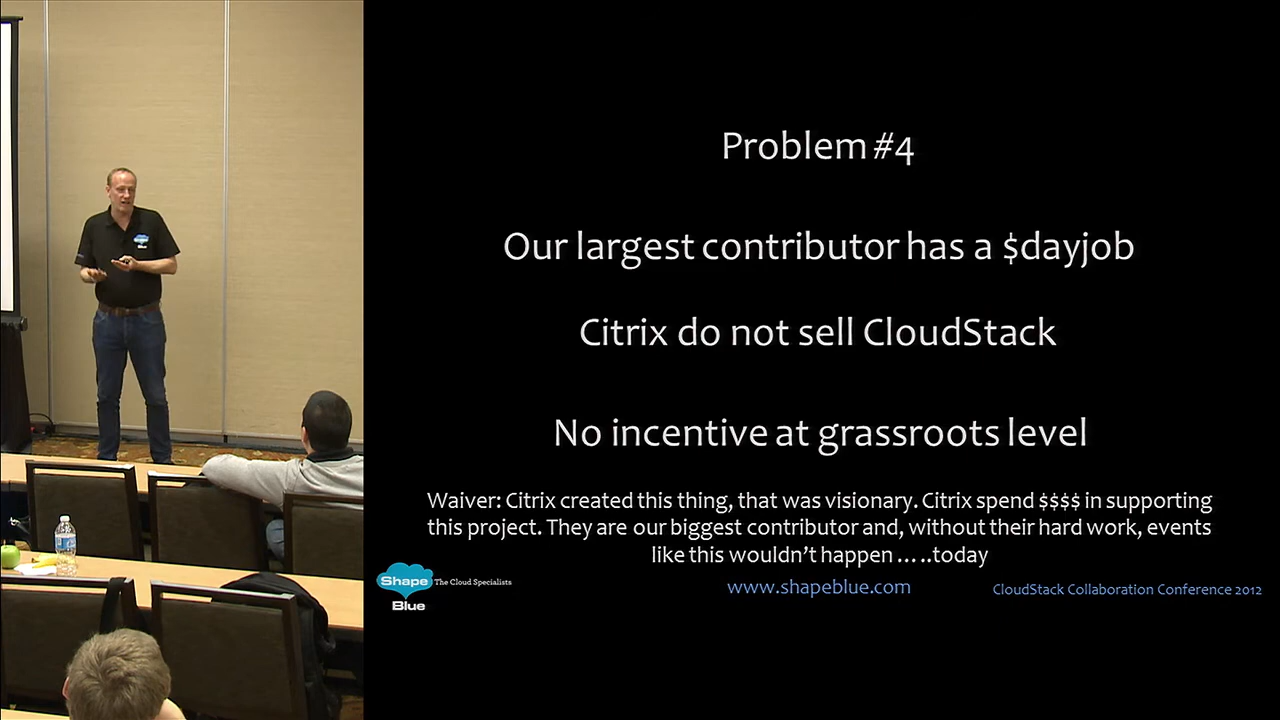 Problem #4
Our largest contributor has a $dayjob
Citrix do not sell CloudStack
No incentive at grassroots level
Waiver: Citrix created this thing, that was visionary. Citrix spend $$$$ in supporting
this project. They are our biggest contributor and, without their hard work, events
like this wouldn't happen .....today
Shape
Blue
The Cloud Specialists
www.shapeblue.com
CloudStack Collaboration Conference 2012